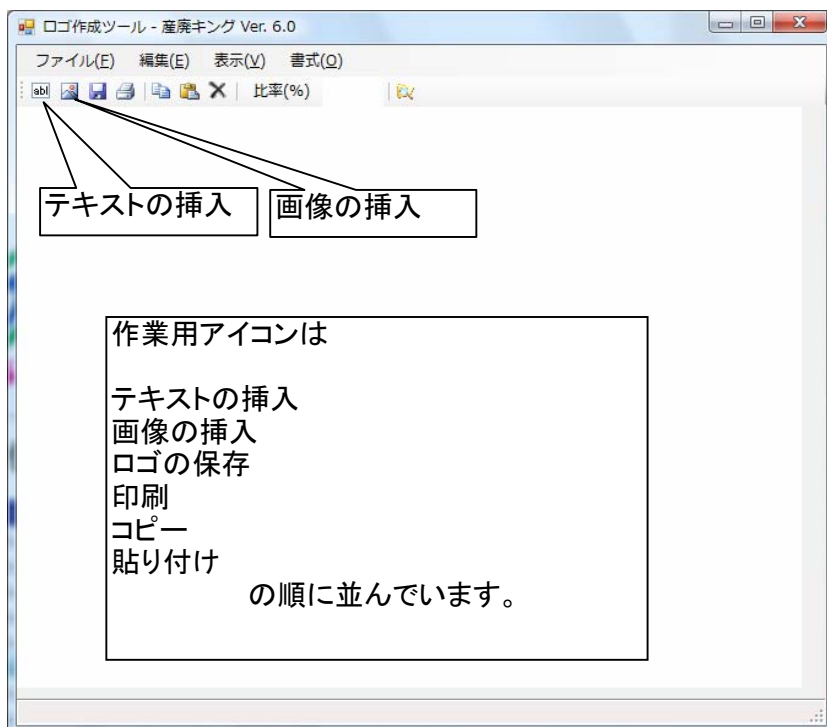 ロゴ作成ツール - 産廃キング Ver. 6.0
ファイル(F) 編集(E) 表示(V) 書式(O)
abl 比率(%)
テキストの挿入 画像の挿入
作業用アイコンは
テキストの挿入
画像の挿入
ロゴの保存
印刷
コピー
貼り付け
の順に並んでいます。